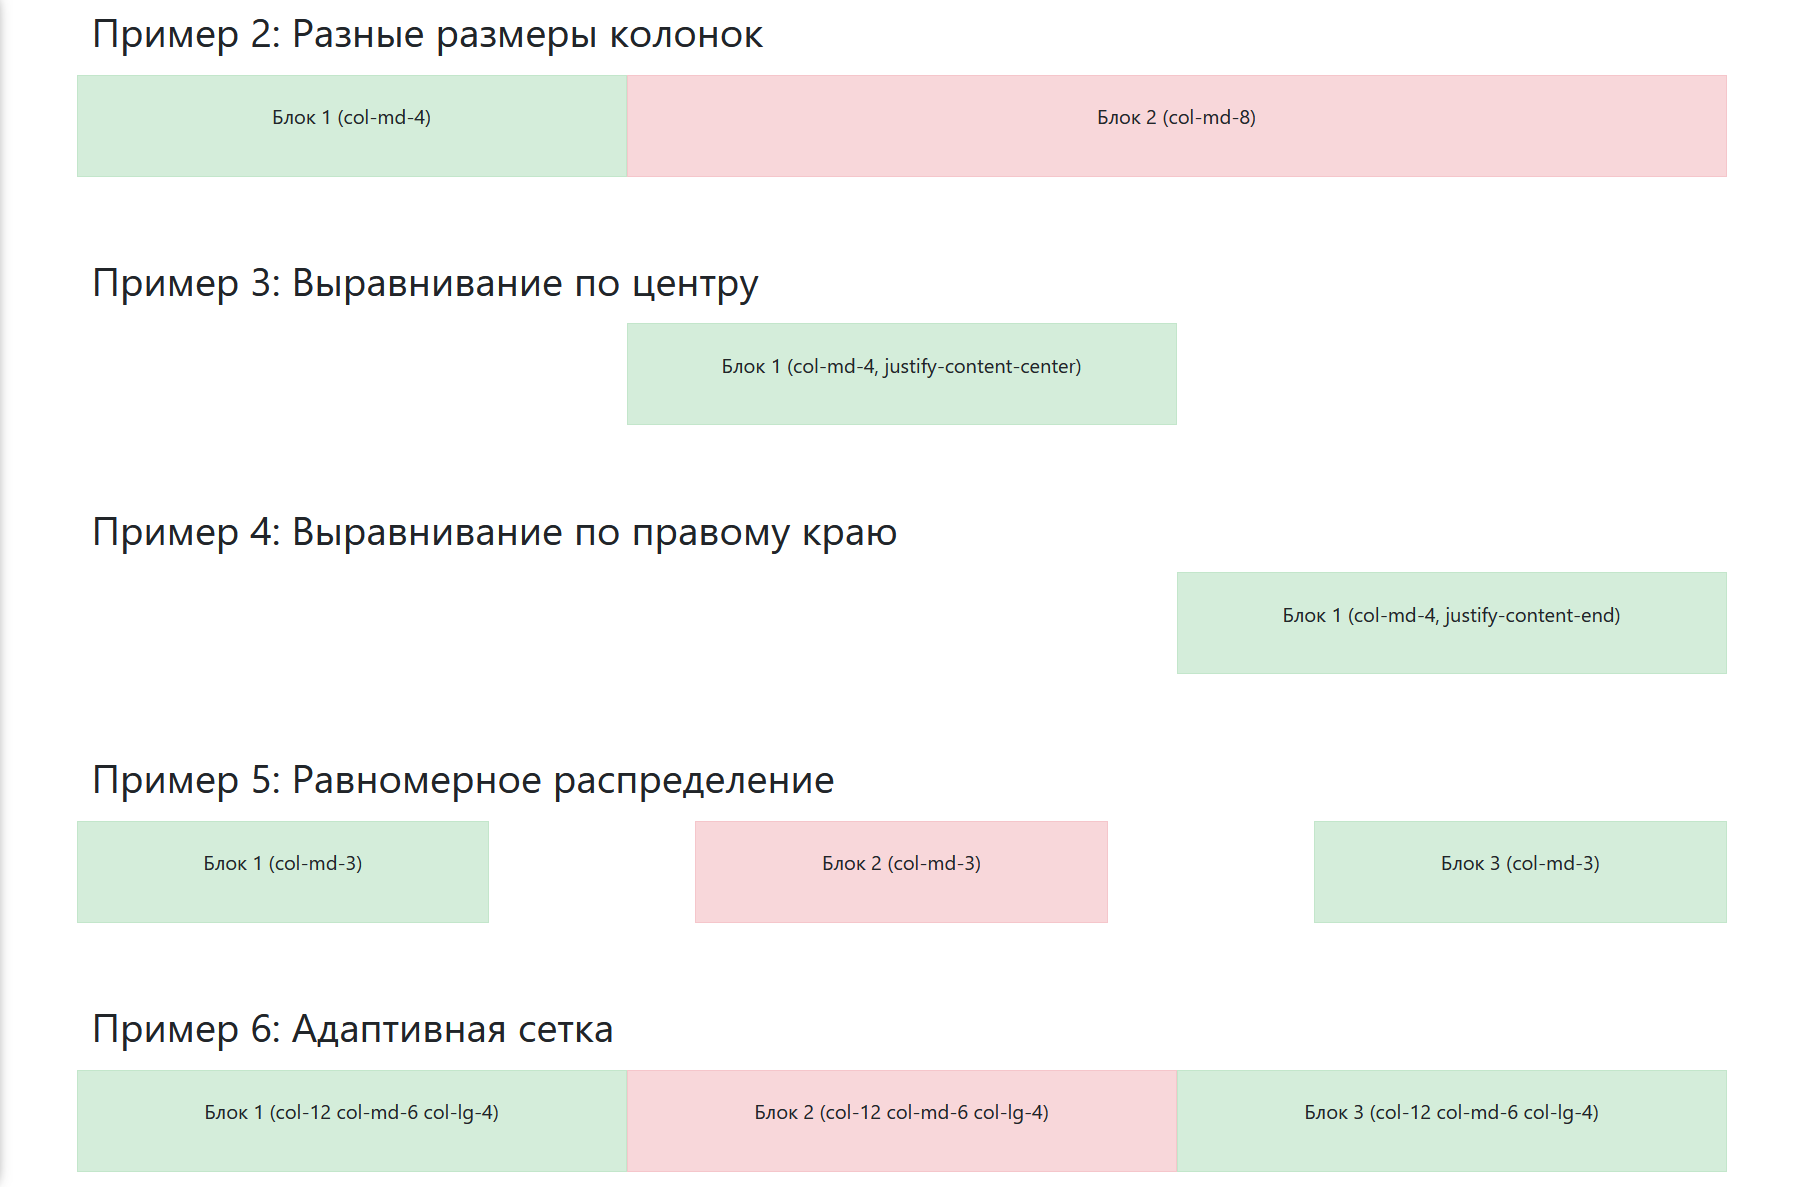 Пример 2: Разные размеры колонок
Блок 1 (col-md-4)
Блок 2 (col-md-8)
Пример 3: Выравнивание по центру
Блок 1 (col-md-4, justify-content-center)
Пример 4: Выравнивание по правому краю
Блок 1 (col-md-4, justify-content-end)
Пример 5: Равномерное распределение
Блок 1 (col-md-3)
Блок 2 (col-md-3)
Блок 3 (col-md-3)
Пример 6: Адаптивная сетка
Блок 1 (col-12 col-md-6 col-lg-4)
Блок 2 (col-12 col-md-6 col-lg-4)
Блок 3 (col-12 col-md-6 col-lg-4)